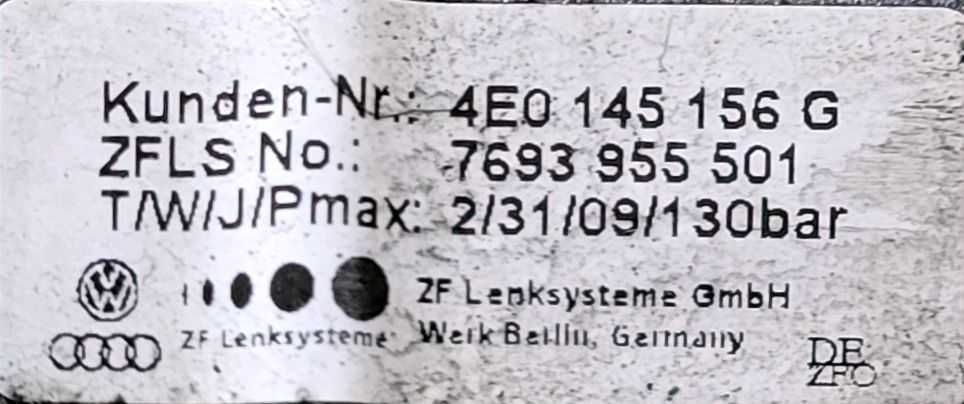 Kunden-Nr.: 4E0 145 156 G
ZFLS No.: 7693 955 501
T/W/J/Pmax: 2/31/09/130bar
ZF Lenksysteme GmbH
ZF Lenksysteme Werk Berlin, Germany
DE
ZFO